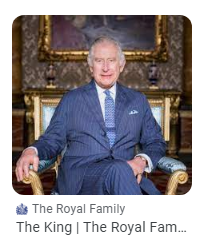 The Royal Family
The King | The Royal Fam...